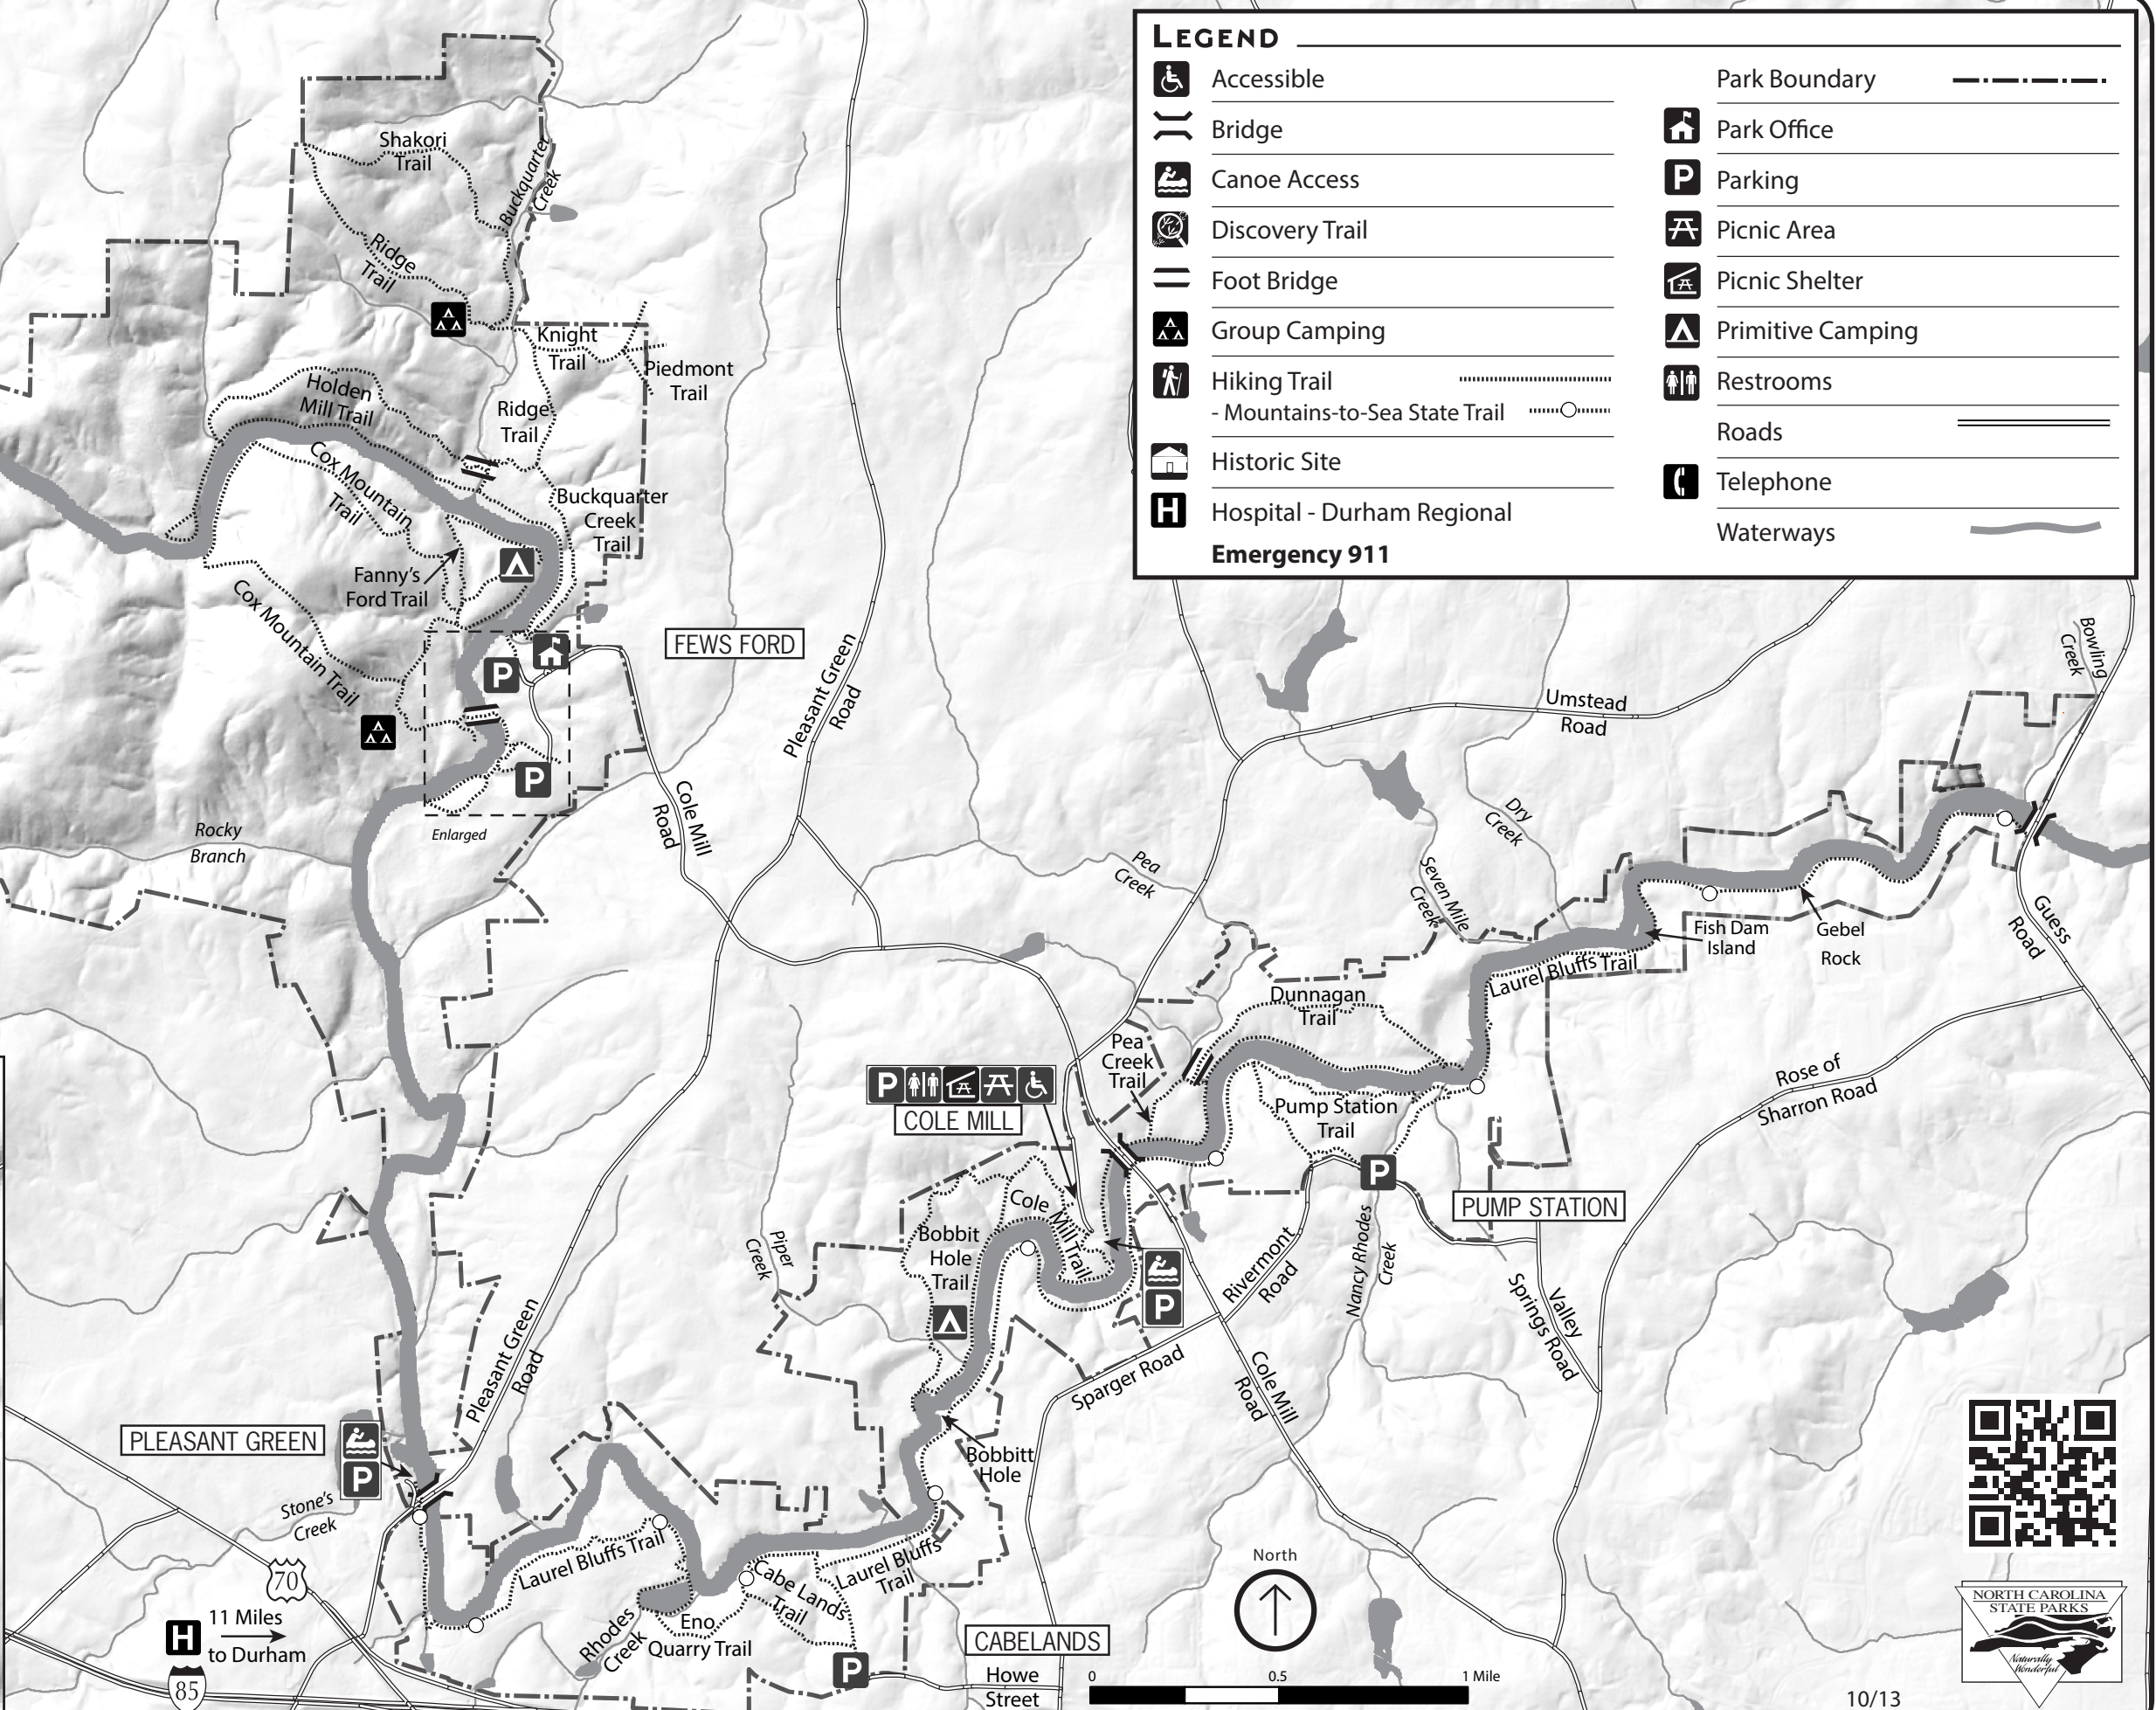 LEGEND
Accessible
Bridge
Canoe Access
Discovery Trail
Foot Bridge
Group Camping
Hiking Trail
- Mountains-to-Sea State Trail
Historic Site
H Hospital - Durham Regional
Emergency 911
Park Boundary
Park Office
P Parking
Picnic Area
Picnic Shelter
Primitive Camping
Restrooms
Roads
Telephone
Waterways
Shakori
Trail
Buckquarter
Creek
Ridge
Trail
Knight
Trail
Piedmont
Trail
Holden
Mill Trail
Ridge
Trail
Cox Mountain
Trail
Buckquarter
Creek
Trail
Fanny's
Ford Trail
Cox Mountain Trail
FEWS FORD
P
P
Enlarged
Rocky
Branch
Cole Mill
Road
Pleasant Green
Road
Umstead
Road
Bowling
Creek
Dry
Creek
Pea
Creek
Seven Mile
Creek
Fish Dam
Island
Gebel
Rock
Guess
Road
Laurel Bluffs Trail
Dunnagan
Trail
Pea
Creek
Trail
P
COLE MILL
Pump Station
Trail
Rose of
Sharron Road
P
PUMP STATION
Cole
Mill Trail
Bobbit
Hole
Trail
Piper
Creek
P
Rivermont
Road
Nancy Rhodes
Creek
Valley
Springs Road
Sparger Road
Cole Mill
Road
Pleasant Green
Road
PLEASANT GREEN
P
Bobbitt
Hole
Stone's
Creek
Laurel Bluffs Trail
Laurel Bluffs
Trail
Cabe Lands
Trail
Rhodes
Creek
Eno
Quarry Trail
70
H 11 Miles
to Durham
85
P
CABELANDS
Howe
Street
North
0 0.5 1 Mile
NORTH CAROLINA
STATE PARKS
Naturally
Wonderful
10/13